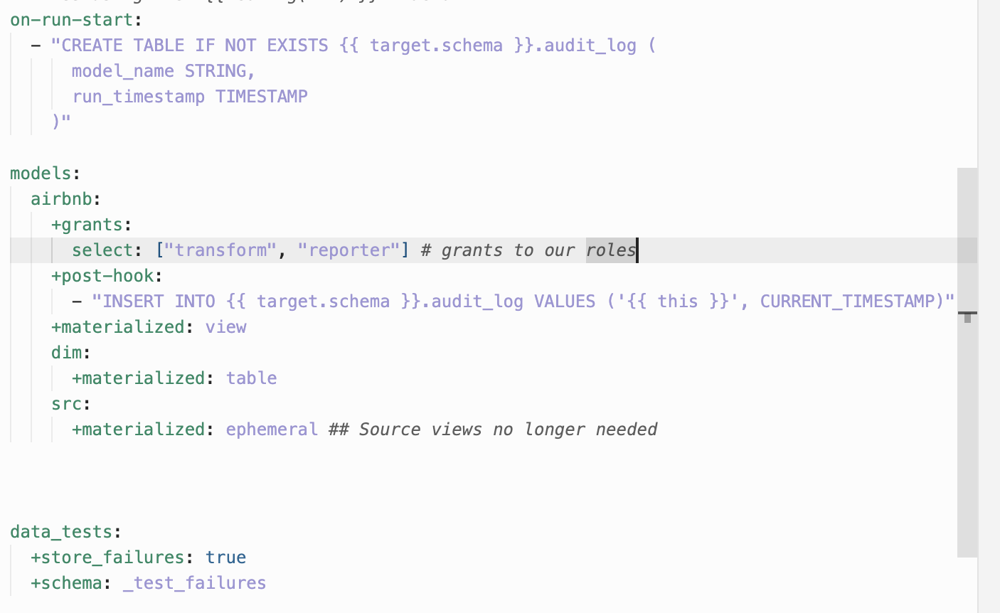 on-run-start:
- "CREATE TABLE IF NOT EXISTS {{ target.schema }}.audit_log (
model_name STRING,
run_timestamp TIMESTAMP
)"
models:
airbnb:
+grants:
select: ["transform", "reporter"] # grants to our roles
+post-hook:
- "INSERT INTO {{ target.schema }}.audit_log VALUES ('{{ this }}', CURRENT_TIMESTAMP)"
+materialized: view
dim:
+materialized: table
src:
+materialized: ephemeral ## Source views no longer needed
data_tests:
+store_failures: true
+schema: _test_failures